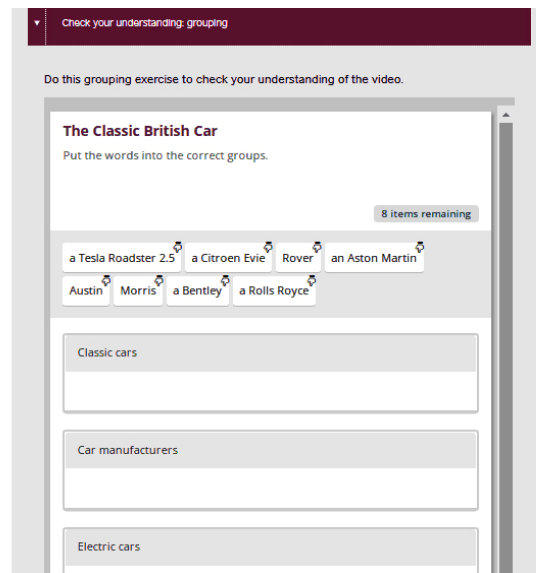 Check your understanding: grouping
Do this grouping exercise to check your understanding of the video.
The Classic British Car
Put the words into the correct groups.
8 items remaining
a Tesla Roadster 2.5 a Citroen Evie Rover an Aston Martin
Austin Morris a Bentley a Rolls Royce
Classic cars
Car manufacturers
Electric cars